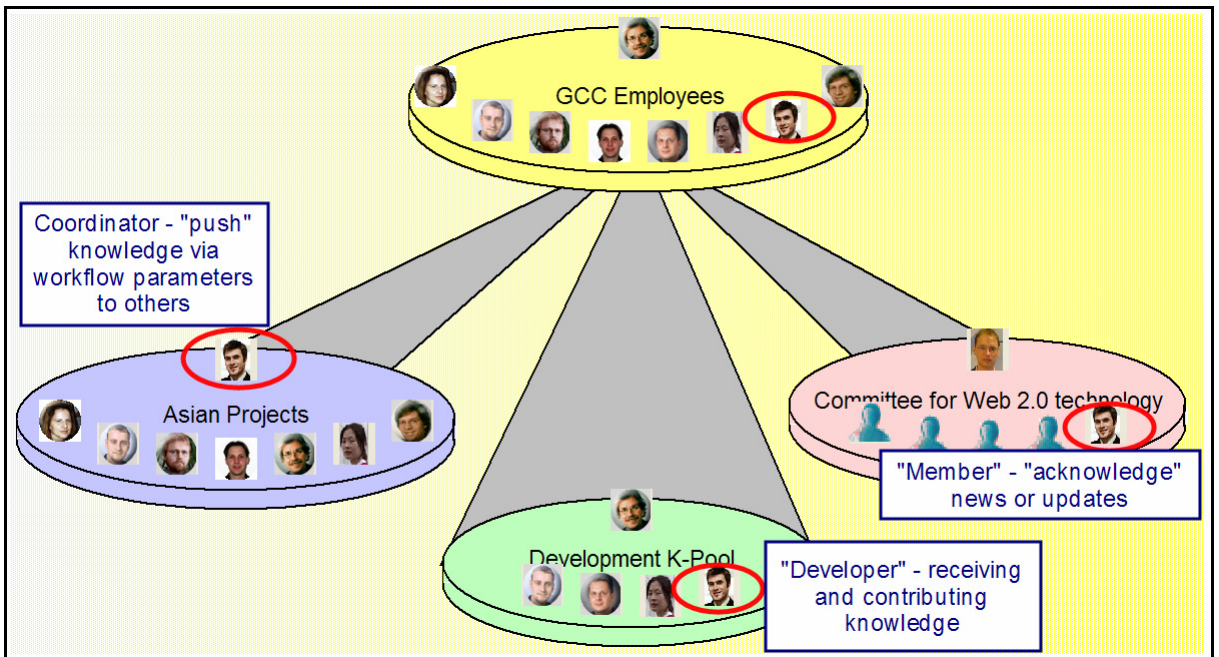 GCC Employees
Coordinator - "push"
knowledge via
workflow parameters
to others
Asian Projects
Committee for Web 2.0 technology
"Member" - "acknowledge"
news or updates
Development K-Pool
"Developer" - receiving
and contributing
knowledge